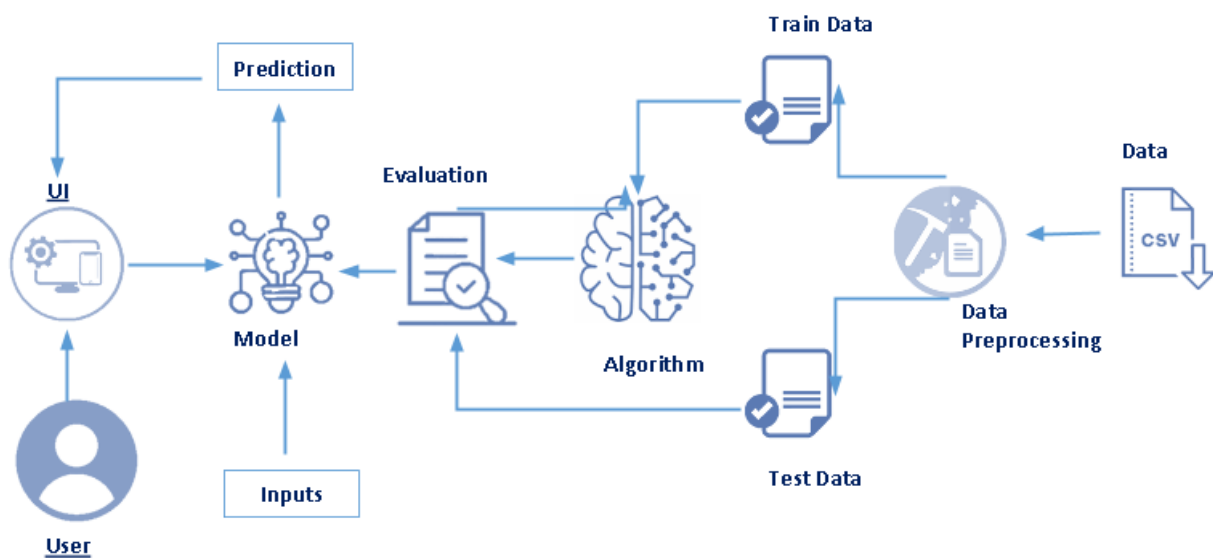 Train Data
Prediction
Data
Evaluation
UI
CSV
Model
Data
Preprocessing
Algorithm
Test Data
Inputs
User